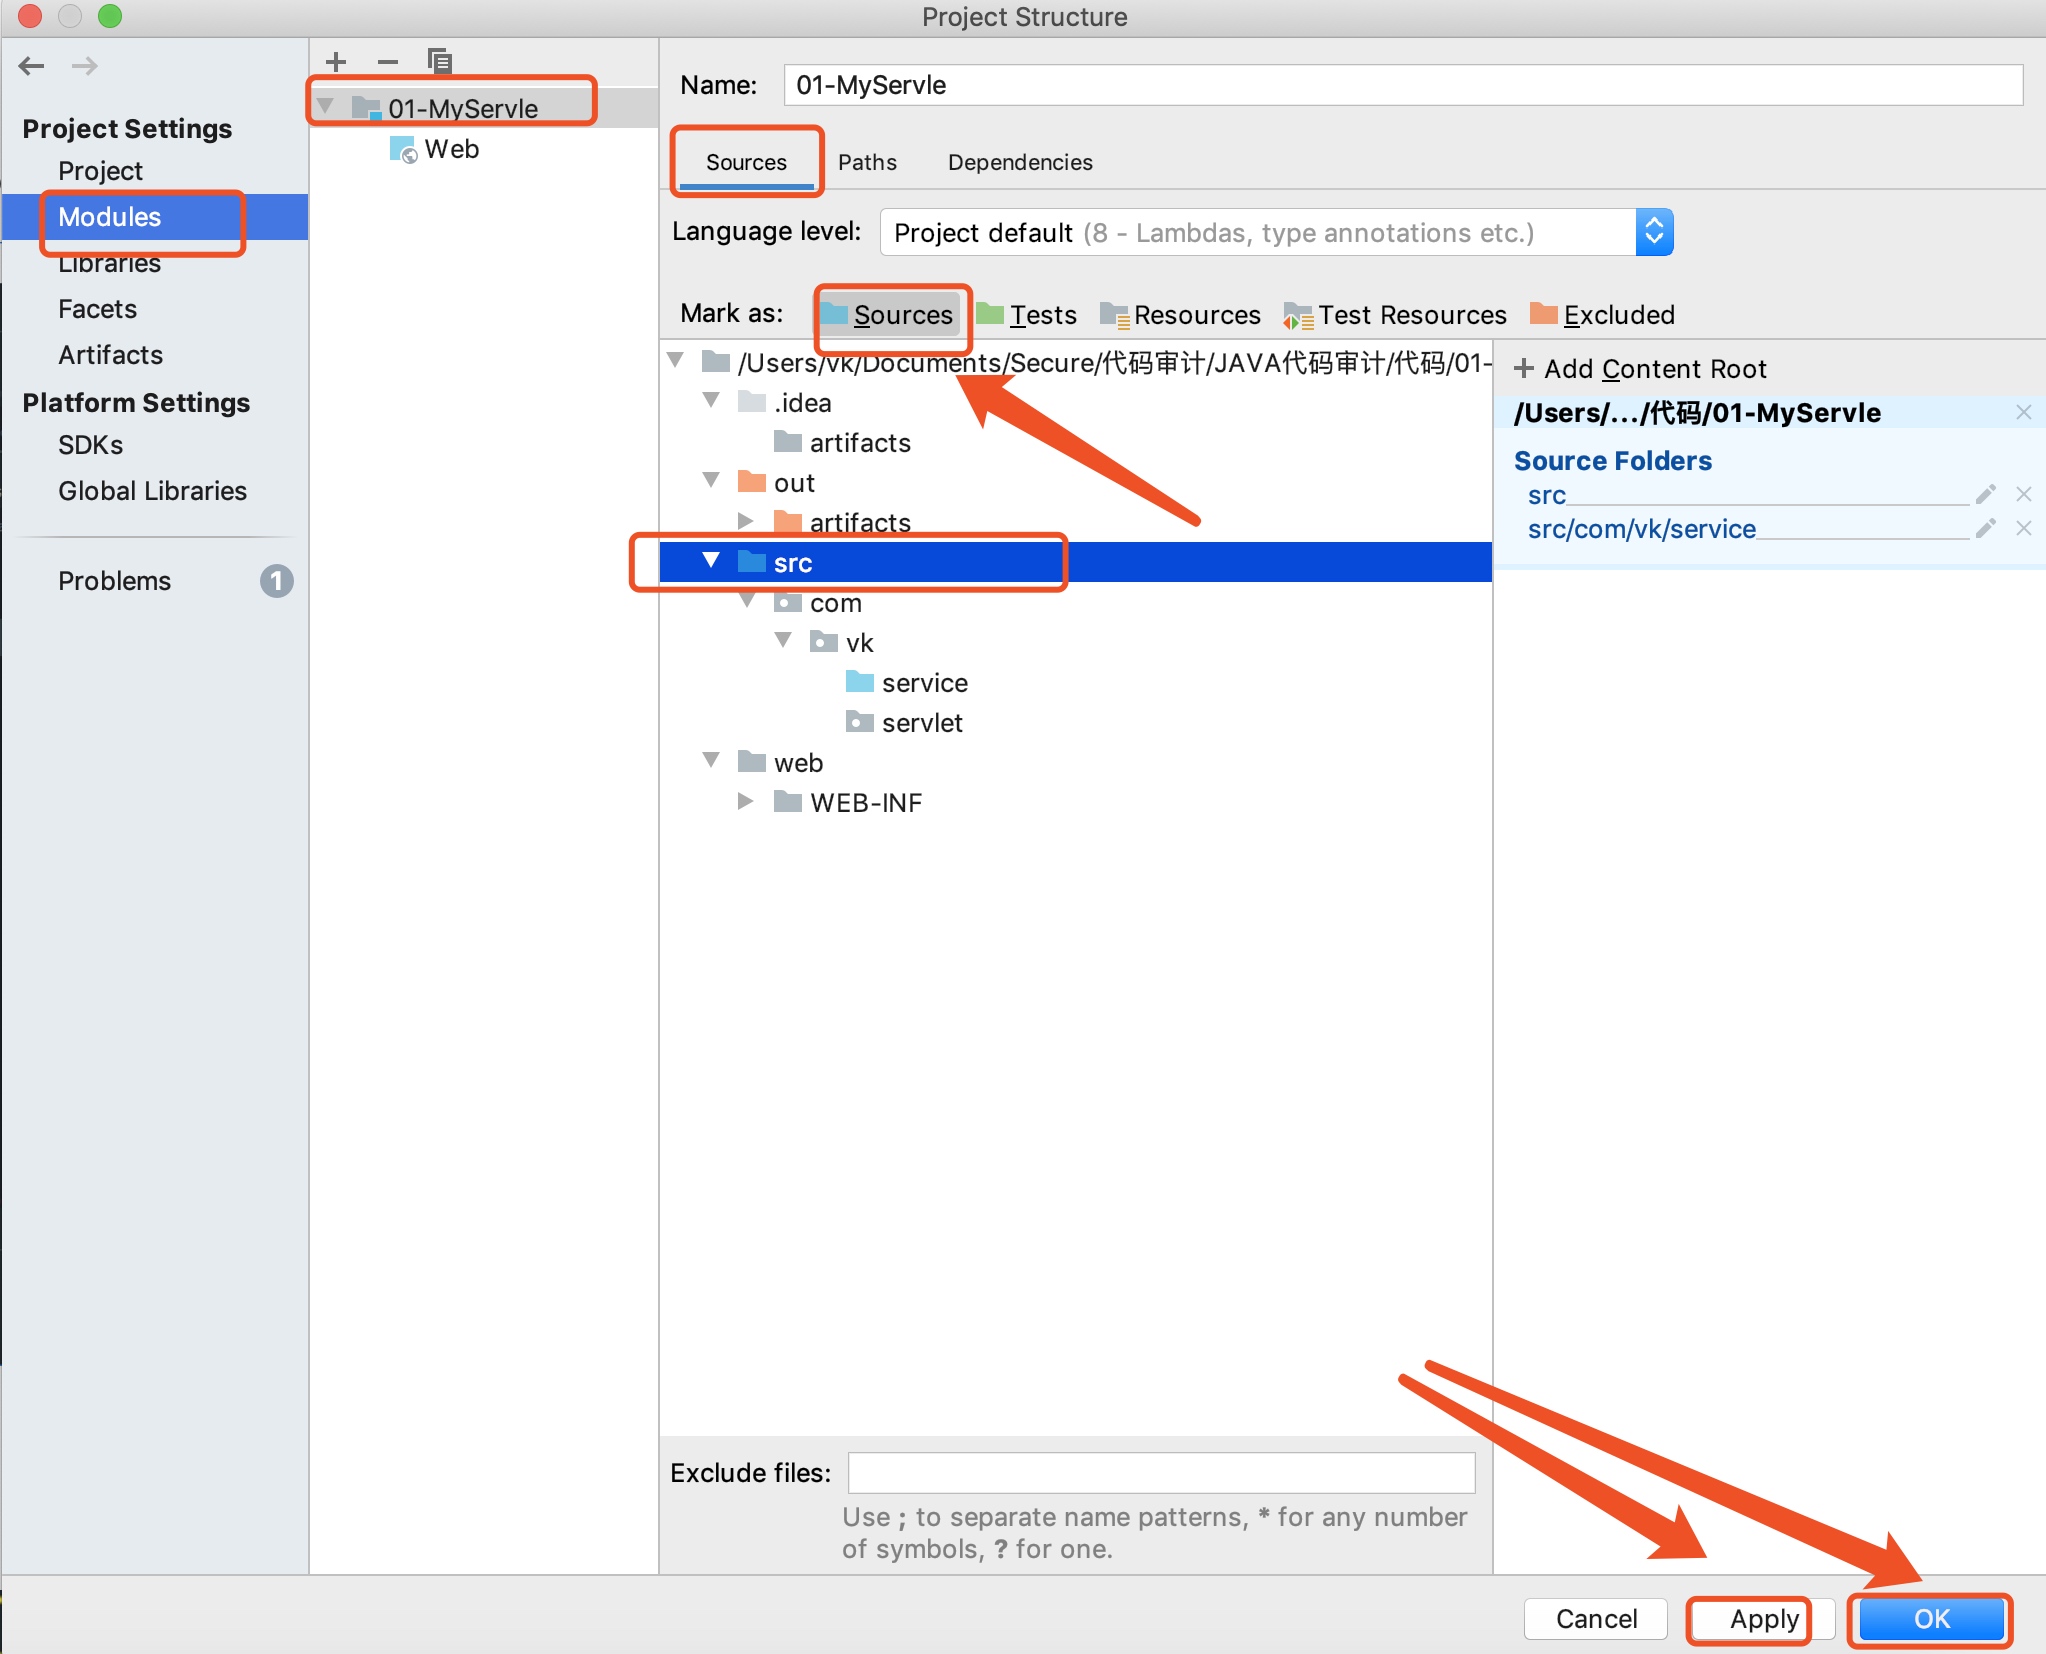 Project Structure
Project Settings
Project
Modules
Libraries
Facets
Artifacts
Platform Settings
SDKs
Global Libraries
Problems 1
01-MyServle
Web
Name: 01-MyServle
Sources Paths Dependencies
Language level: Project default (8 - Lambdas, type annotations etc.)
Mark as: Sources Tests Resources Test Resources Excluded
/Users/vk/Documents/Secure/代码审计/JAVA代码审计/代码/01-
.idea
artifacts
out
artifacts
src
com
vk
service
servlet
web
WEB-INF
Add Content Root
/Users/.../代码/01-MyServle
Source Folders
src
src/com/vk/service
Exclude files:
Use ; to separate name patterns, * for any number
of symbols, ? for one.
Cancel Apply OK